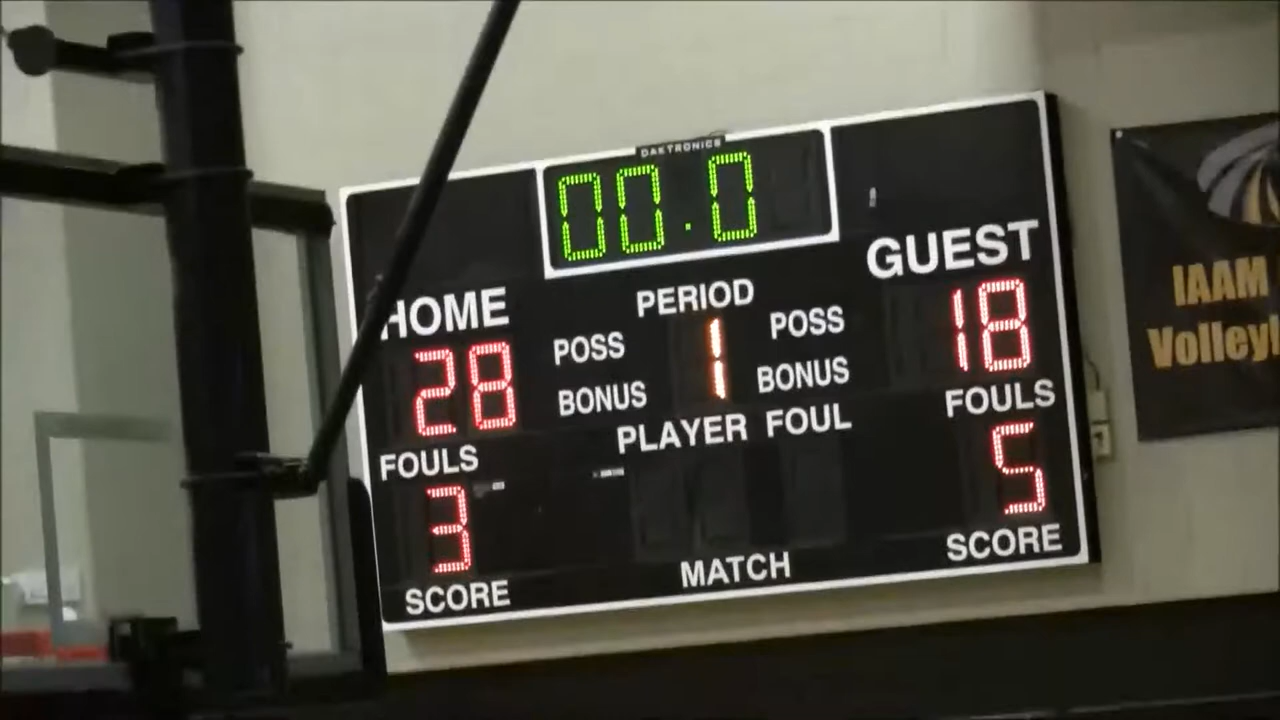 DAKTRONICS
00.0
HOME
PERIOD
GUEST
28
POSS
1
POSS
18
BONUS
BONUS
FOULS
PLAYER FOUL
FOULS
3
5
SCORE
MATCH
SCORE
IAAM